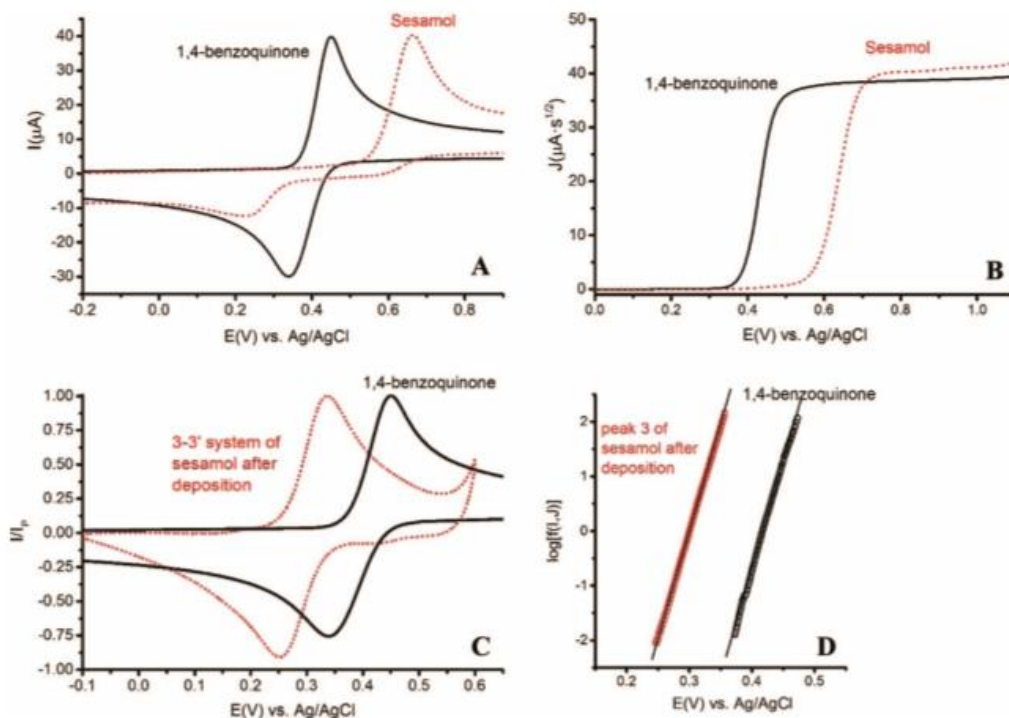 Sesamol
1,4-benzoquinone
40
20
0
-10
-20
-30
I(µA)
-0.2
0.0
0.2
0.4
0.6
0.8
E(V) vs. Ag/AgCl
A
Sesamol
1,4-benzoquinone
50
40
30
20
10
0
J(µA·s^1/2)
0.0
0.2
0.4
0.6
0.8
1.0
E(V) vs. Ag/AgCl
B
1,4-benzoquinone
3-3' system of
sesamol after
deposition
1.00
0.75
0.50
0.25
0.00
-0.25
-0.50
-0.75
-1.00
I/Ip
-0.1
0.0
0.1
0.2
0.3
0.4
0.5
0.6
E(V) vs. Ag/AgCl
C
1,4-benzoquinone
peak 3 of
sesamol after
deposition
2
1
0
-1
-2
log[f(I,J)]
0.2
0.3
0.4
0.5
E(V) vs. Ag/AgCl
D